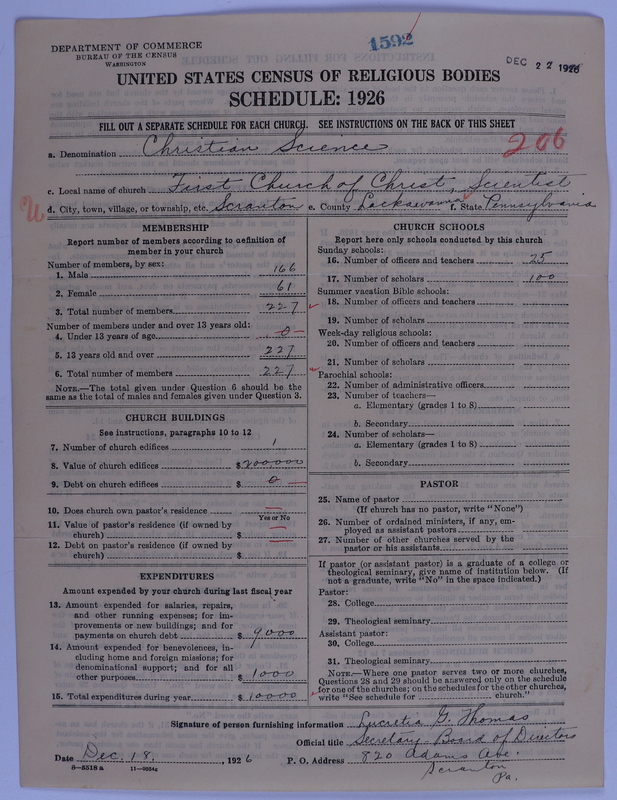 1592
DEPARTMENT OF COMMERCE
BUREAU OF THE CENSUS
WASHINGTON
DEC 22 1926
UNITED STATES CENSUS OF RELIGIOUS BODIES
SCHEDULE: 1926
FILL OUT A SEPARATE SCHEDULE FOR EACH CHURCH. SEE INSTRUCTIONS ON THE BACK OF THIS SHEET
206
a. Denomination Christian Science
c. Local name of church First Church of Christ, Scientist
d. City, town, village, or township, etc. Scranton e. County Lackawanna f. State Pennsylvania
MEMBERSHIP
Report number of members according to definition of
member in your church
Number of members, by sex:
1. Male 166
2. Female 61
3. Total number of members 227
Number of members under and over 13 years old:
4. Under 13 years of age 0
5. 13 years old and over 227
6. Total number of members 227
NOTE.—The total given under Question 6 should be
same as the total of males and females given under Question 3.
CHURCH BUILDINGS
See instructions, paragraphs 10 to 12
7. Number of church edifices 1
8. Value of church edifices $200000
9. Debt on church edifices $ 0
10. Does church own pastor's residence
Yes or No
11. Value of pastor's residence (if owned by
church) $
12. Debt on pastor's residence (if owned by
church) $
EXPENDITURES
Amount expended by your church during last fiscal year
13. Amount expended for salaries, repairs,
and other running expenses; for im-
provements or new buildings; and for
payments on church debt $ 9000
14. Amount expended for benevolences, in-
cluding home and foreign missions; for
denominational support; and for all
other purposes $ 1000
15. Total expenditures during year $ 10000
CHURCH SCHOOLS
Report here only schools conducted by this church
Sunday schools:
16. Number of officers and teachers 25
17. Number of scholars 100
Summer vacation Bible schools:
18. Number of officers and teachers
19. Number of scholars
Week-day religious schools:
20. Number of officers and teachers
21. Number of scholars
Parochial schools:
22. Number of administrative officers
23. Number of teachers—
a. Elementary (grades 1 to 8)
b. Secondary
24. Number of scholars—
a. Elementary (grades 1 to 8)
b. Secondary
PASTOR
25. Name of pastor
(If church has no pastor, write "None")
26. Number of ordained ministers, if any, em-
ployed as assistant pastors
27. Number of other churches served by the
pastor or his assistants
If pastor (or assistant pastor) is a graduate of a college or
theological seminary, give name of institution below. (If
not a graduate, write "No" in the space indicated.)
Pastor:
28. College
29. Theological seminary
Assistant pastor:
30. College
31. Theological seminary
NOTE.—Where one pastor serves two or more churches,
Questions 28 and 29 should be answered only on the schedule
for one of the churches; on the schedules for the other churches,
write "See schedule for church."
Signature of person furnishing information Lucretia G. Thomas
Official title Secretary Board of Directors
Date Dec. 18, 1926 P. O. Address 820 Adams Ave.
8—5518 a 11—9054g
Scranton
Pa.